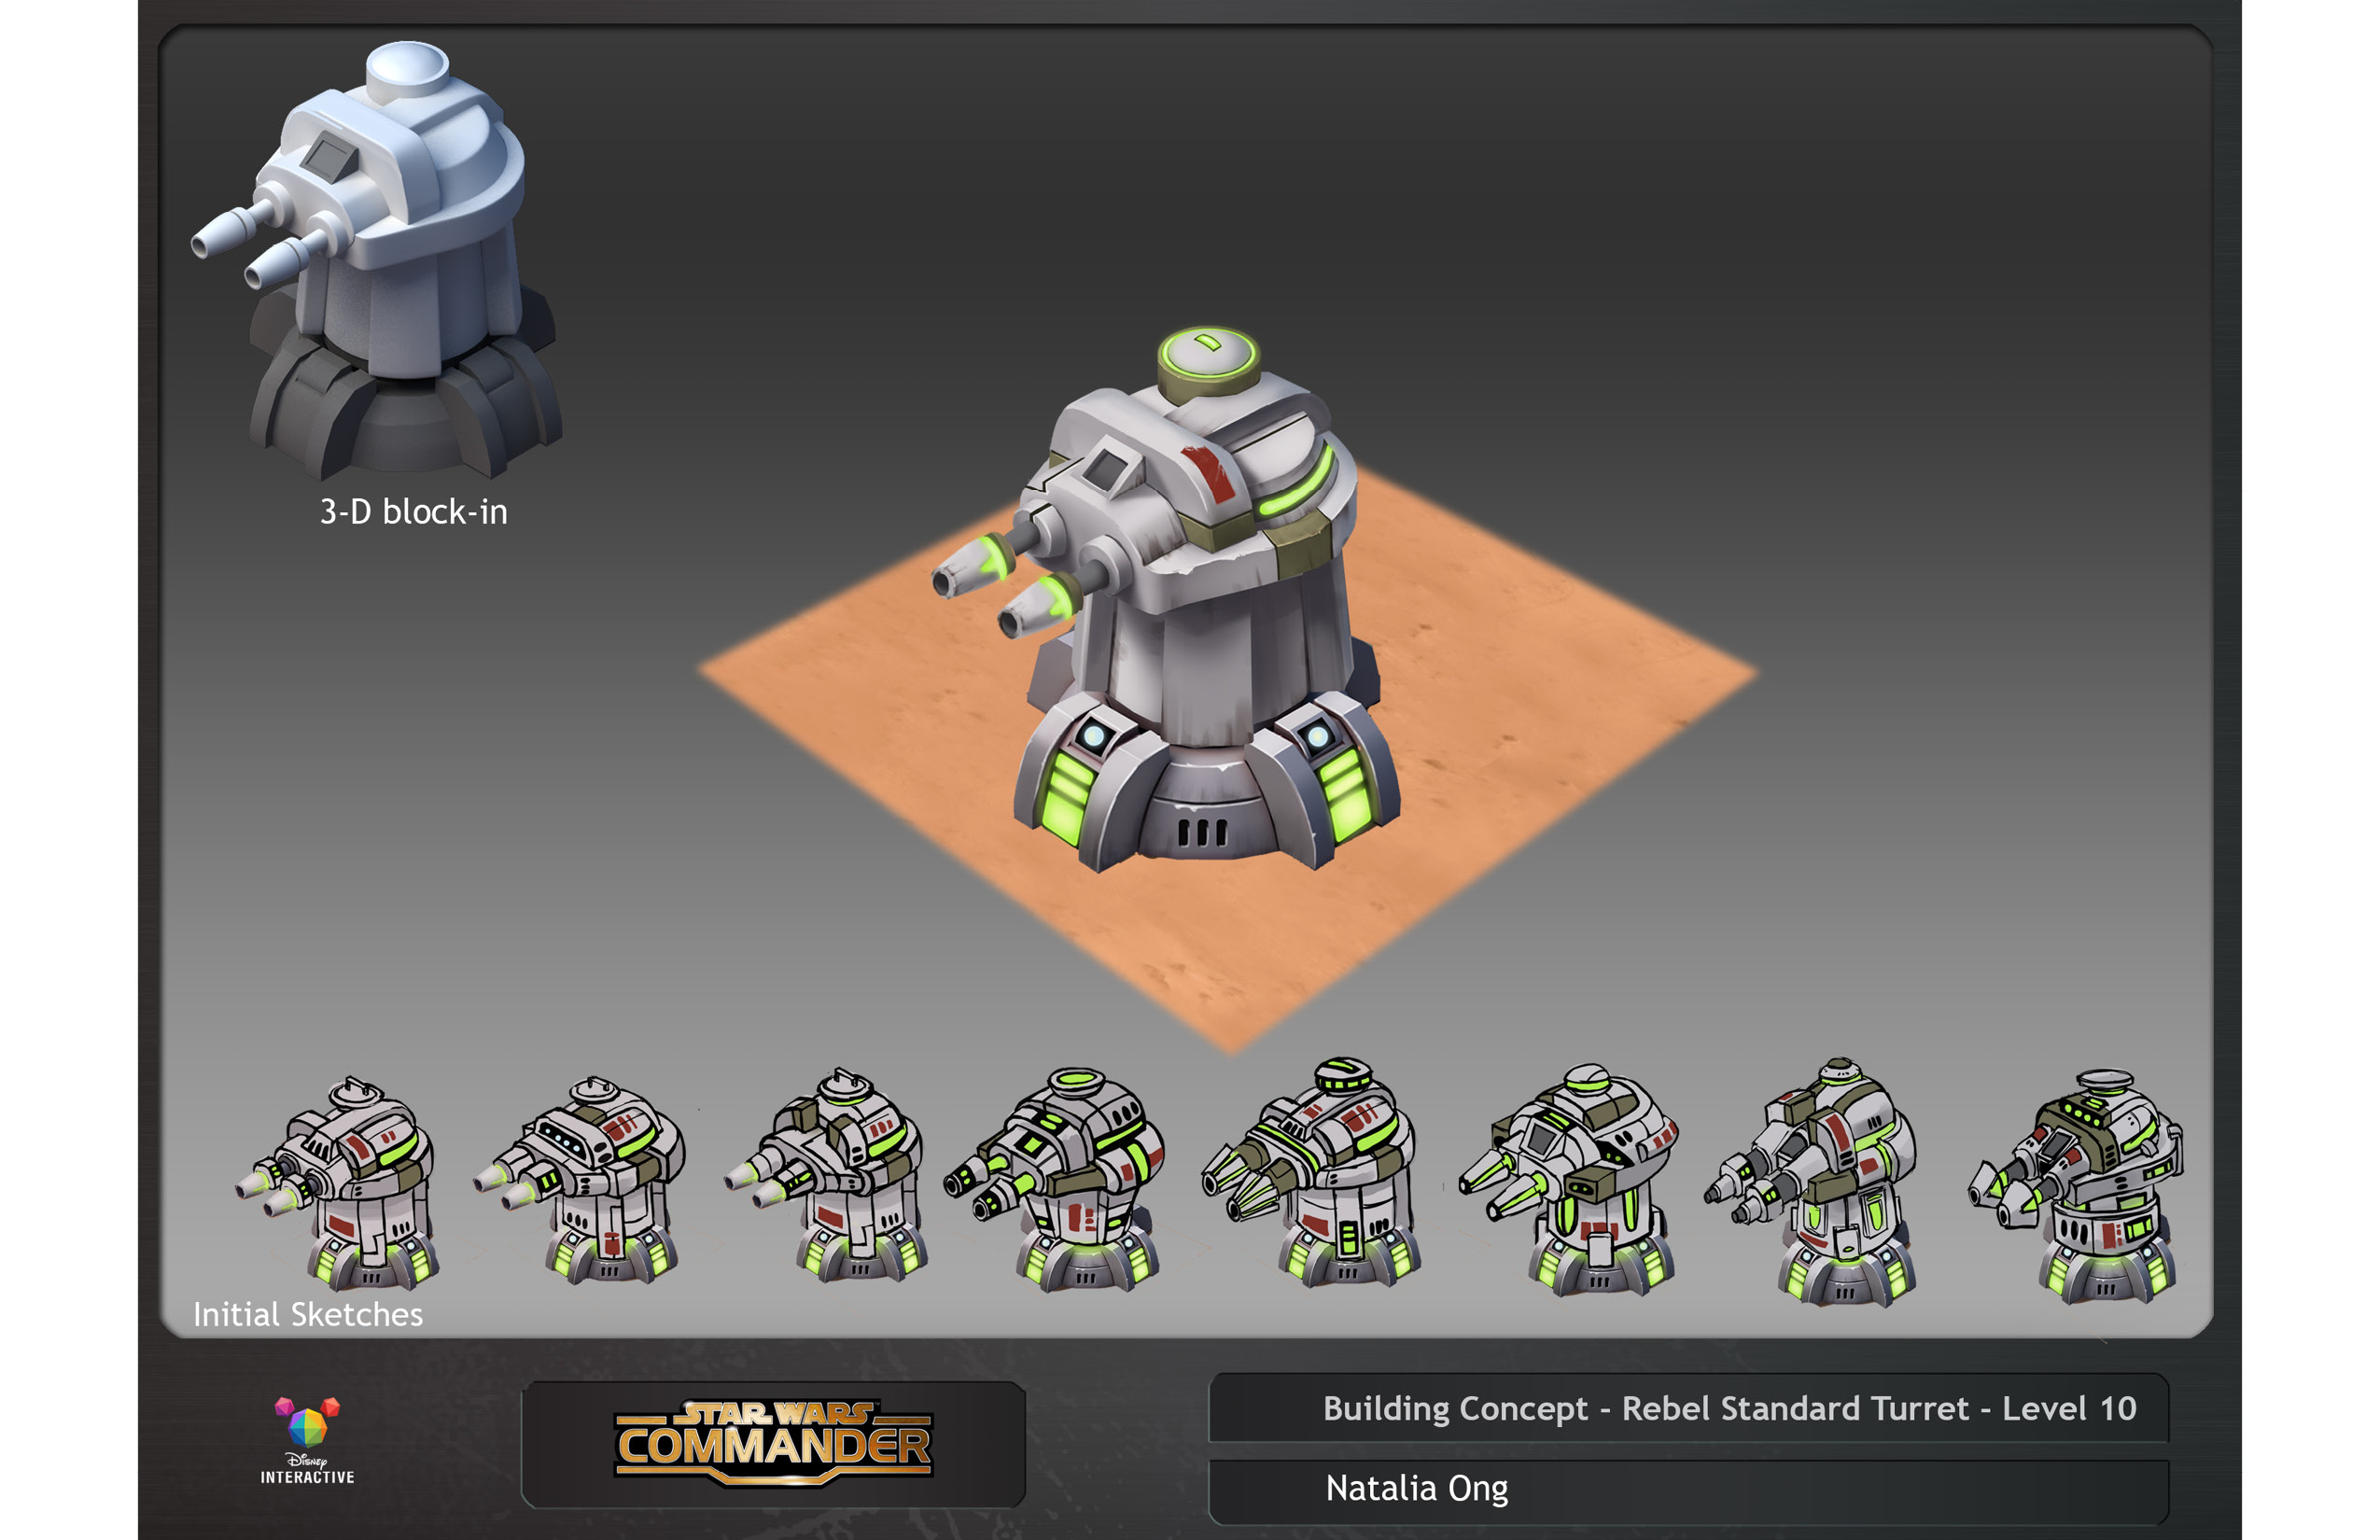 3-D block-in
Initial Sketches
Disney
INTERACTIVE
STAR WARS
COMMANDER
Building Concept - Rebel Standard Turret - Level 10
Natalia Ong